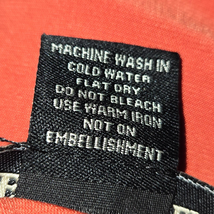 MACHINE WASH IN
COLD WATER
FLAT DRY
DO NOT BLEACH
USE WARM IRON
NOT ON
EMBELLISHMENT